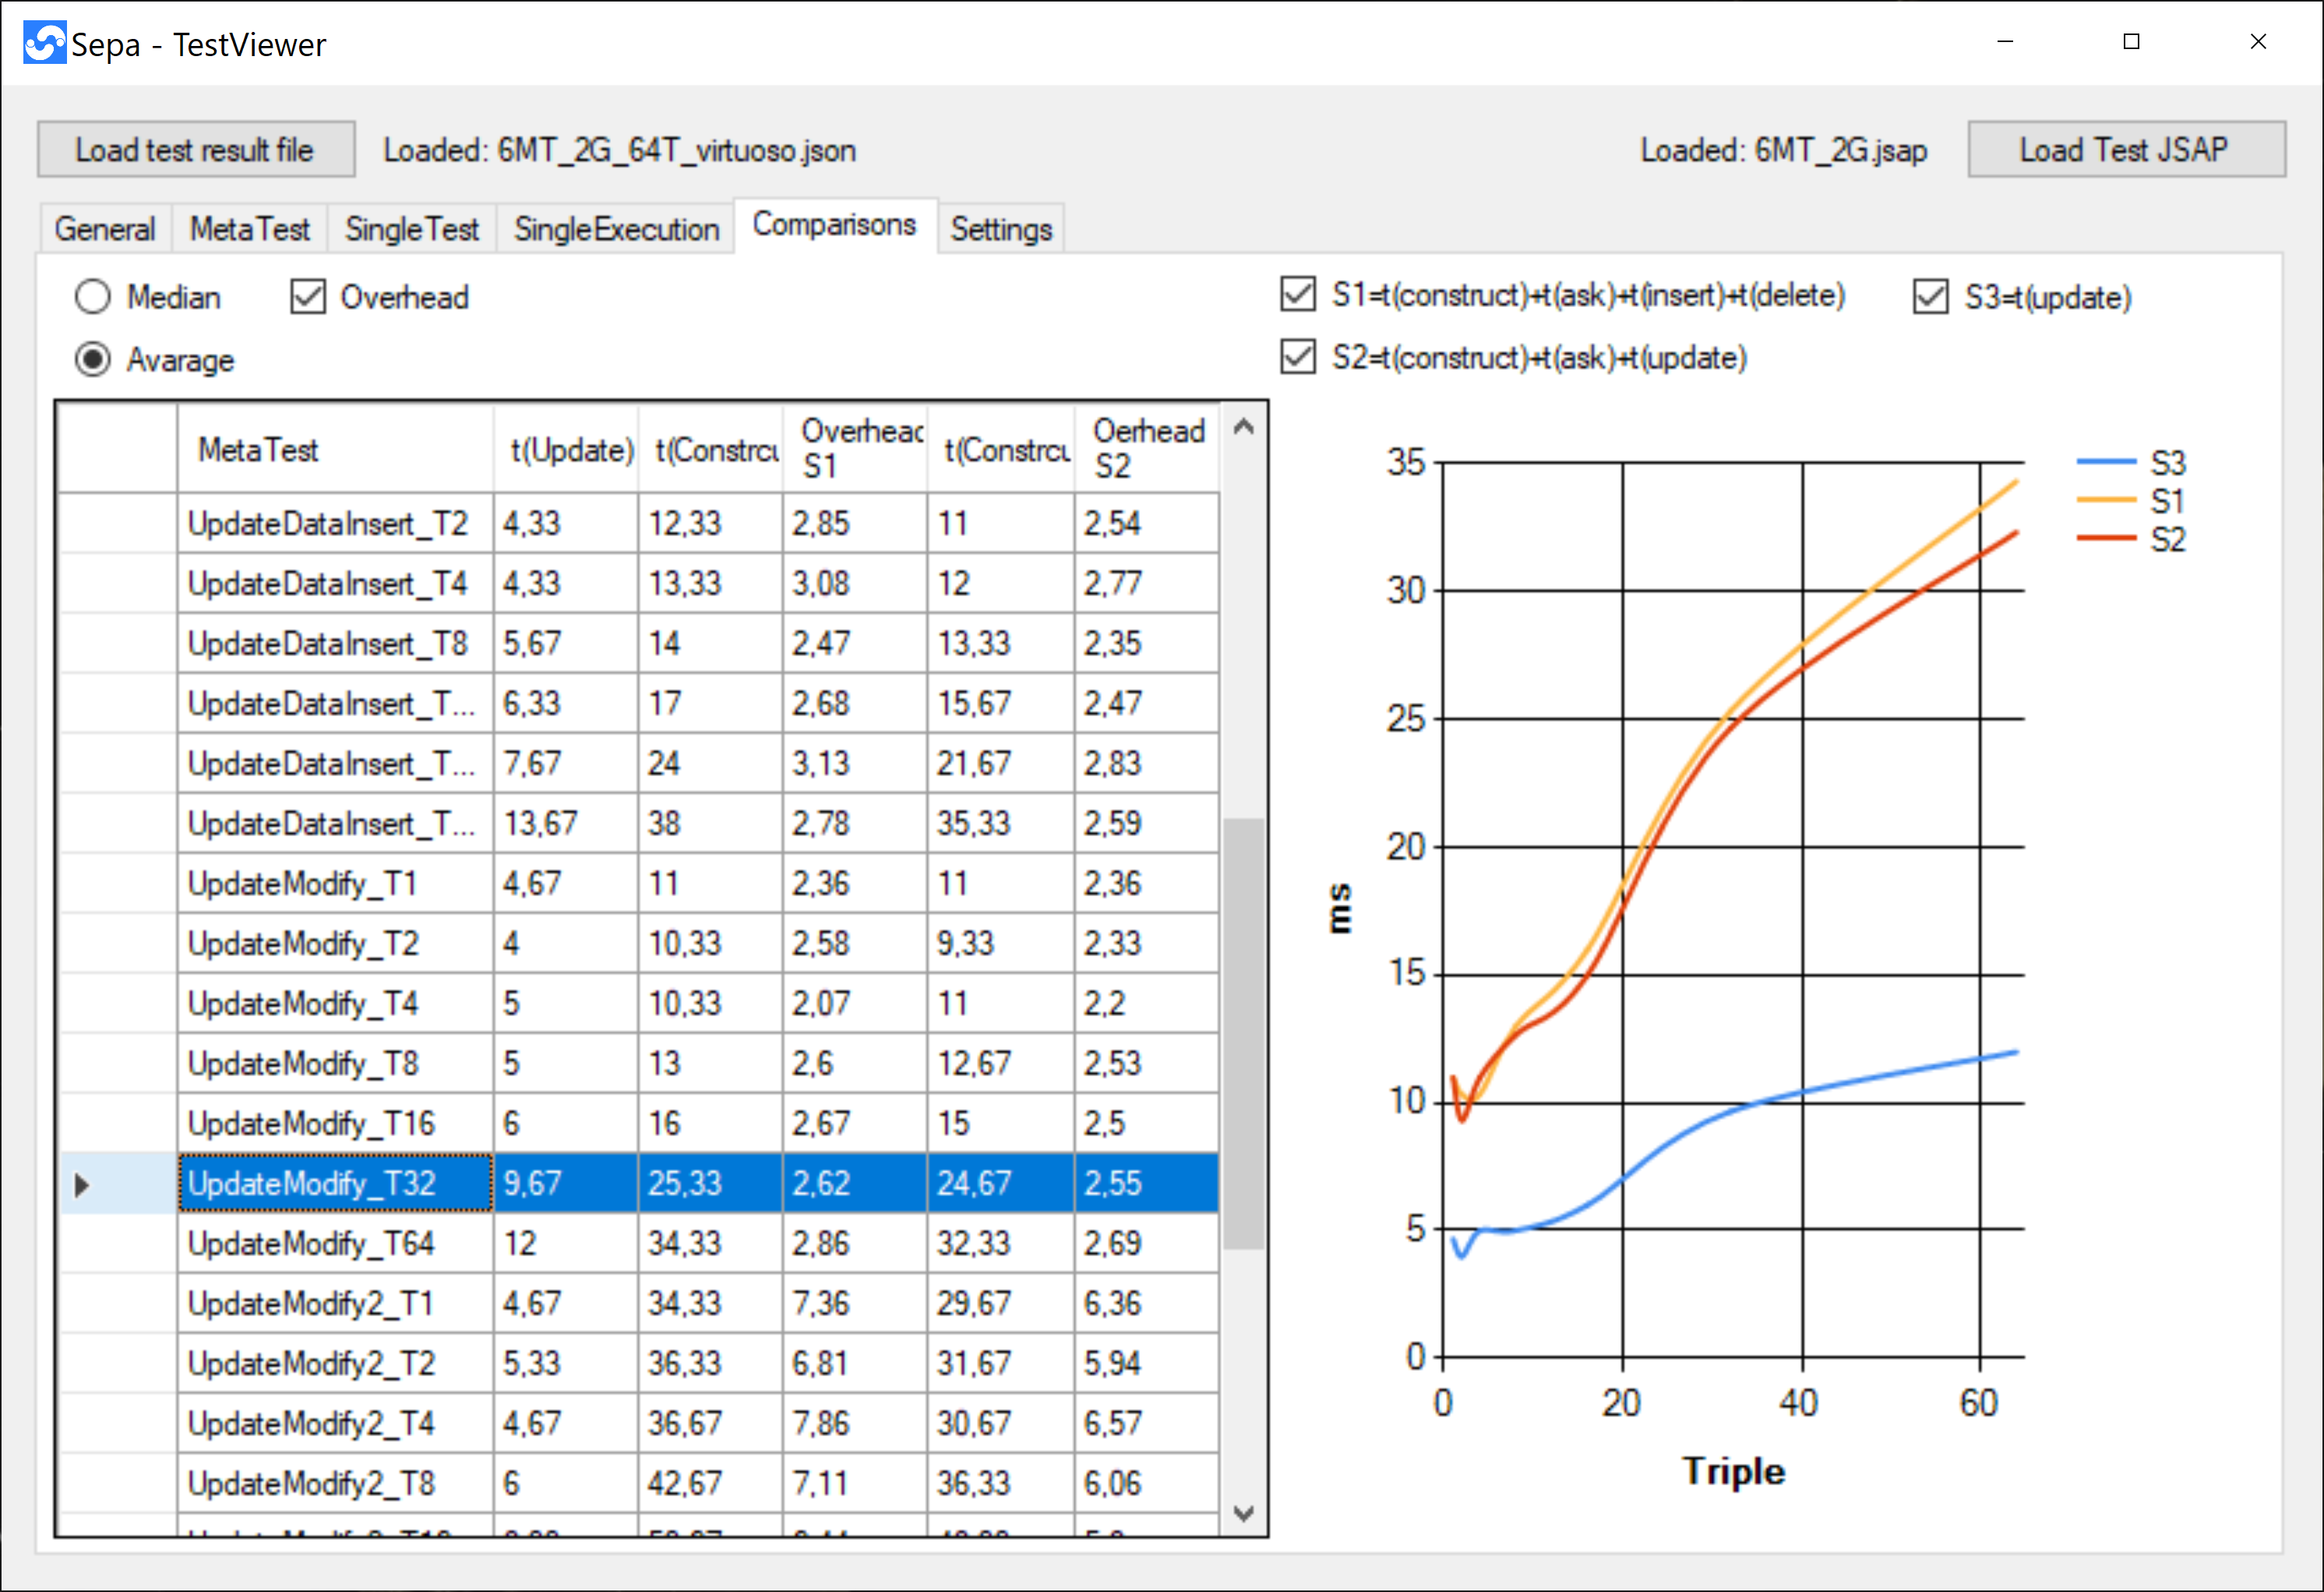 Sepa - TestViewer
Load test result file Loaded: 6MT_2G_64T_virtuoso.json Loaded: 6MT_2G.jsap Load Test JSAP
General MetaTest SingleTest SingleExecution Comparisons Settings
Median Overhead S1=t(construct)+t(ask)+t(insert)+t(delete) S3=t(update)
Avarage S2=t(construct)+t(ask)+t(update)
MetaTest t(Update) t(Constrcu Overhead S1 t(Constrcu Oerhead S2
UpdateDataInsert_T2 4,33 12,33 2,85 11 2,54
UpdateDataInsert_T4 4,33 13,33 3,08 12 2,77
UpdateDataInsert_T8 5,67 14 2,47 13,33 2,35
UpdateDataInsert_T... 6,33 17 2,68 15,67 2,47
UpdateDataInsert_T... 7,67 24 3,13 21,67 2,83
UpdateDataInsert_T... 13,67 38 2,78 35,33 2,59
UpdateModify_T1 4,67 11 2,36 11 2,36
UpdateModify_T2 4 10,33 2,58 9,33 2,33
UpdateModify_T4 5 10,33 2,07 11 2,2
UpdateModify_T8 5 13 2,6 12,67 2,53
UpdateModify_T16 6 16 2,67 15 2,5
UpdateModify_T32 9,67 25,33 2,62 24,67 2,55
UpdateModify_T64 12 34,33 2,86 32,33 2,69
UpdateModify2_T1 4,67 34,33 7,36 29,67 6,36
UpdateModify2_T2 5,33 36,33 6,81 31,67 5,94
UpdateModify2_T4 4,67 36,67 7,86 30,67 6,57
UpdateModify2_T8 6 42,67 7,11 36,33 6,06
35
30
25
20
15
10
5
0
ms
0 20 40 60
Triple
S3
S1
S2